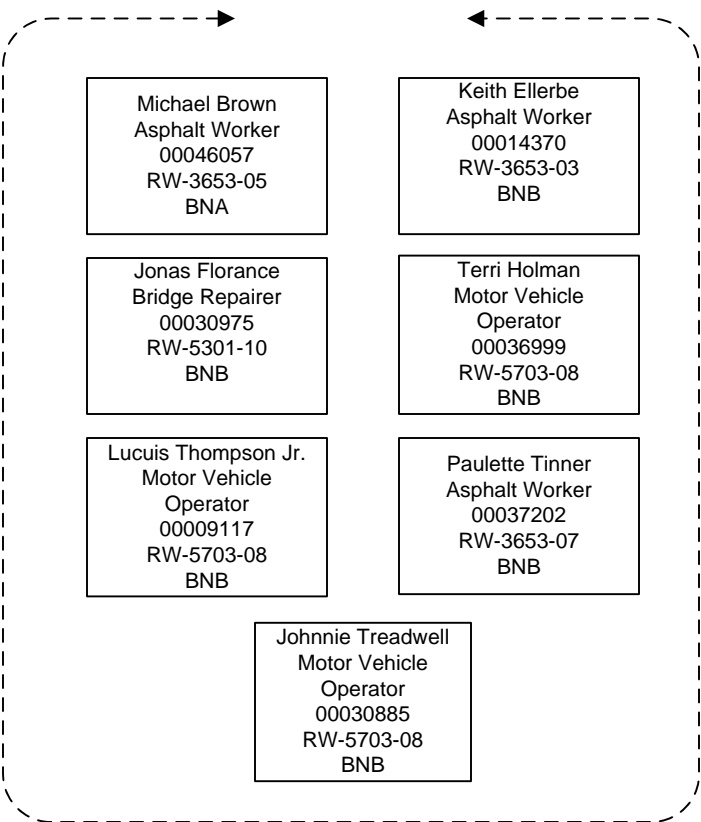 Michael Brown
Asphalt Worker
00046057
RW-3653-05
BNA
Keith Ellerbe
Asphalt Worker
00014370
RW-3653-03
BNB
Jonas Florance
Bridge Repairer
00030975
RW-5301-10
BNB
Terri Holman
Motor Vehicle
Operator
00036999
RW-5703-08
BNB
Lucuis Thompson Jr.
Motor Vehicle
Operator
00009117
RW-5703-08
BNB
Paulette Tinner
Asphalt Worker
00037202
RW-3653-07
BNB
Johnnie Treadwell
Motor Vehicle
Operator
00030885
RW-5703-08
BNB